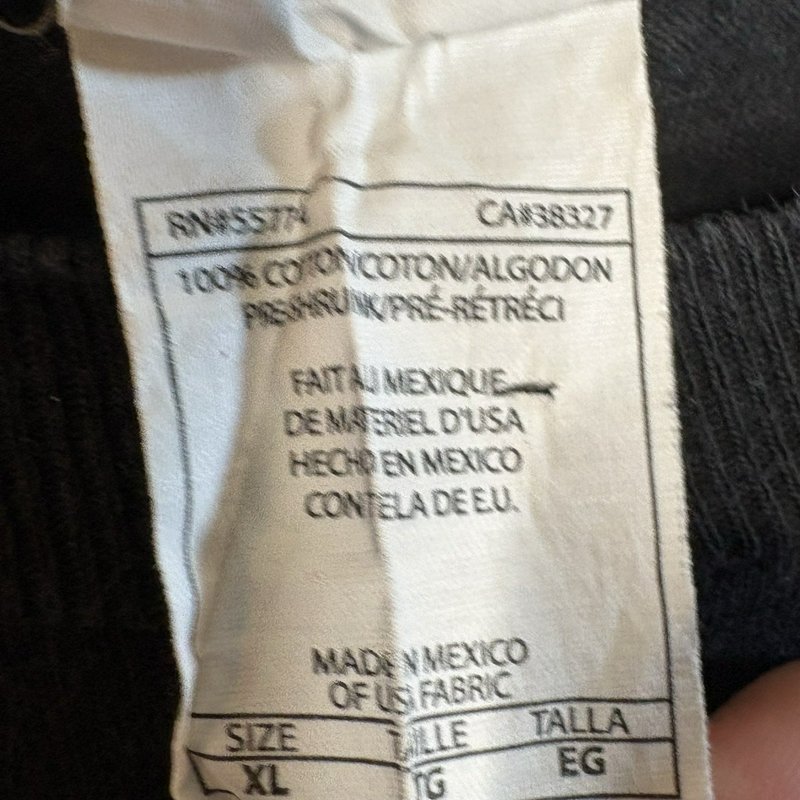 RN#55774 CA#38327
100% COTTON/COTON/ALGODON
PRESHRUNK/PRÉ-RÉTRÉCI
FAIT AU MEXIQUE
DE MATERIEL D'USA
HECHO EN MEXICO
CON TELA DE E.U.
MADE IN MEXICO
OF USA FABRIC
SIZE TAILLE TALLA
XL TG EG